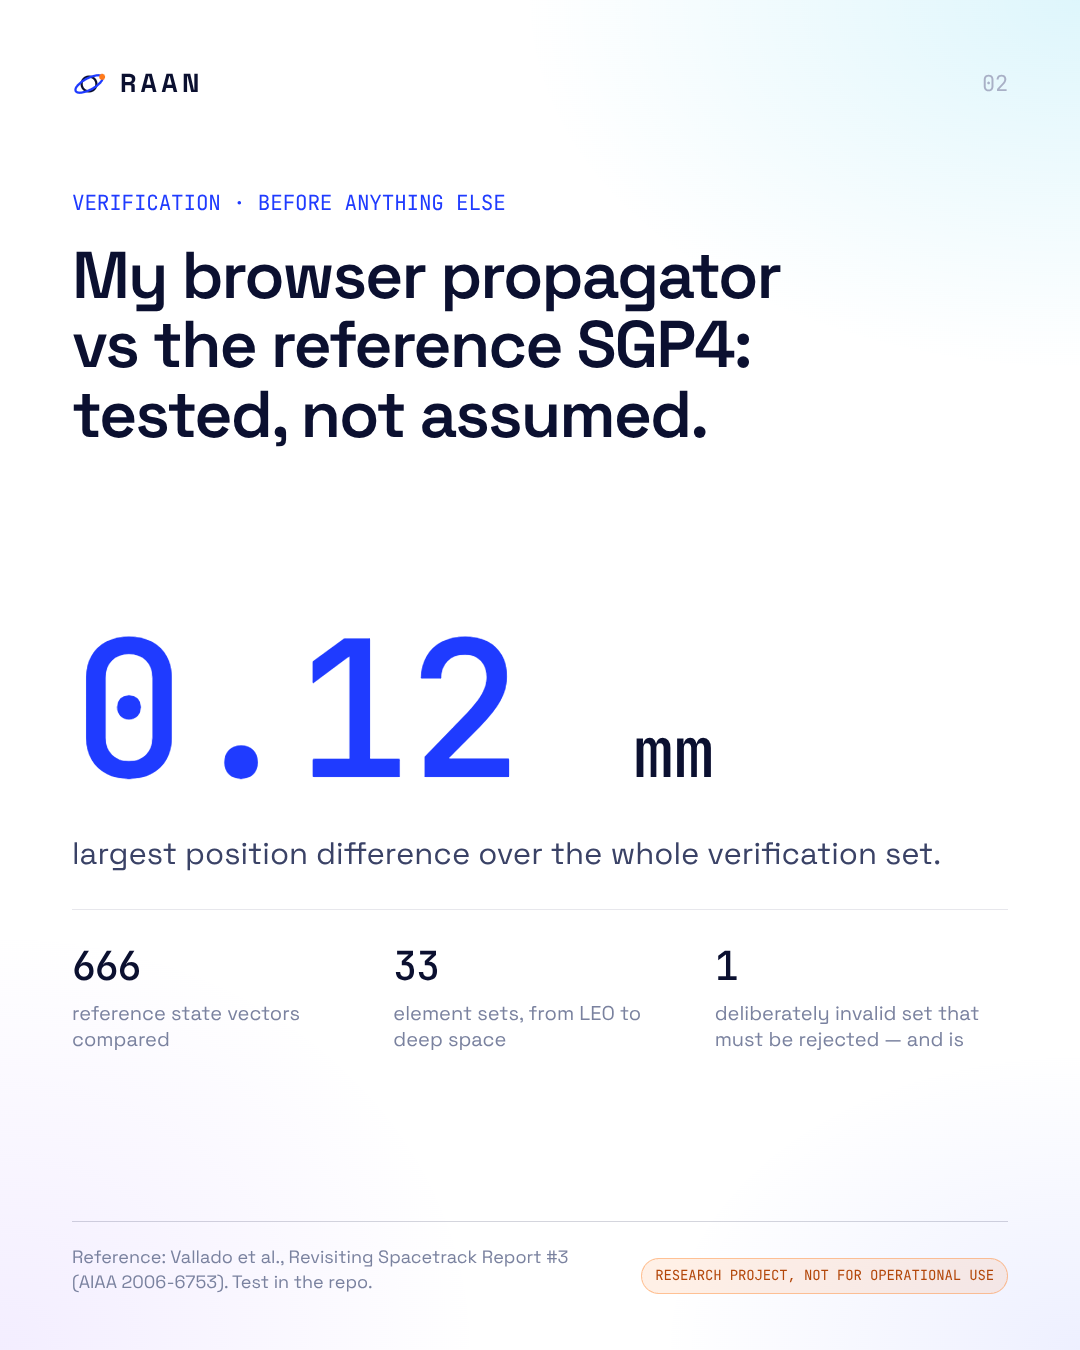 RAAN
02
VERIFICATION · BEFORE ANYTHING ELSE
My browser propagator
vs the reference SGP4:
tested, not assumed.
0.12 mm
largest position difference over the whole verification set.
666
reference state vectors
compared
33
element sets, from LEO to
deep space
1
deliberately invalid set that
must be rejected — and is
Reference: Vallado et al., Revisiting Spacetrack Report #3
(AIAA 2006-6753). Test in the repo.
RESEARCH PROJECT, NOT FOR OPERATIONAL USE